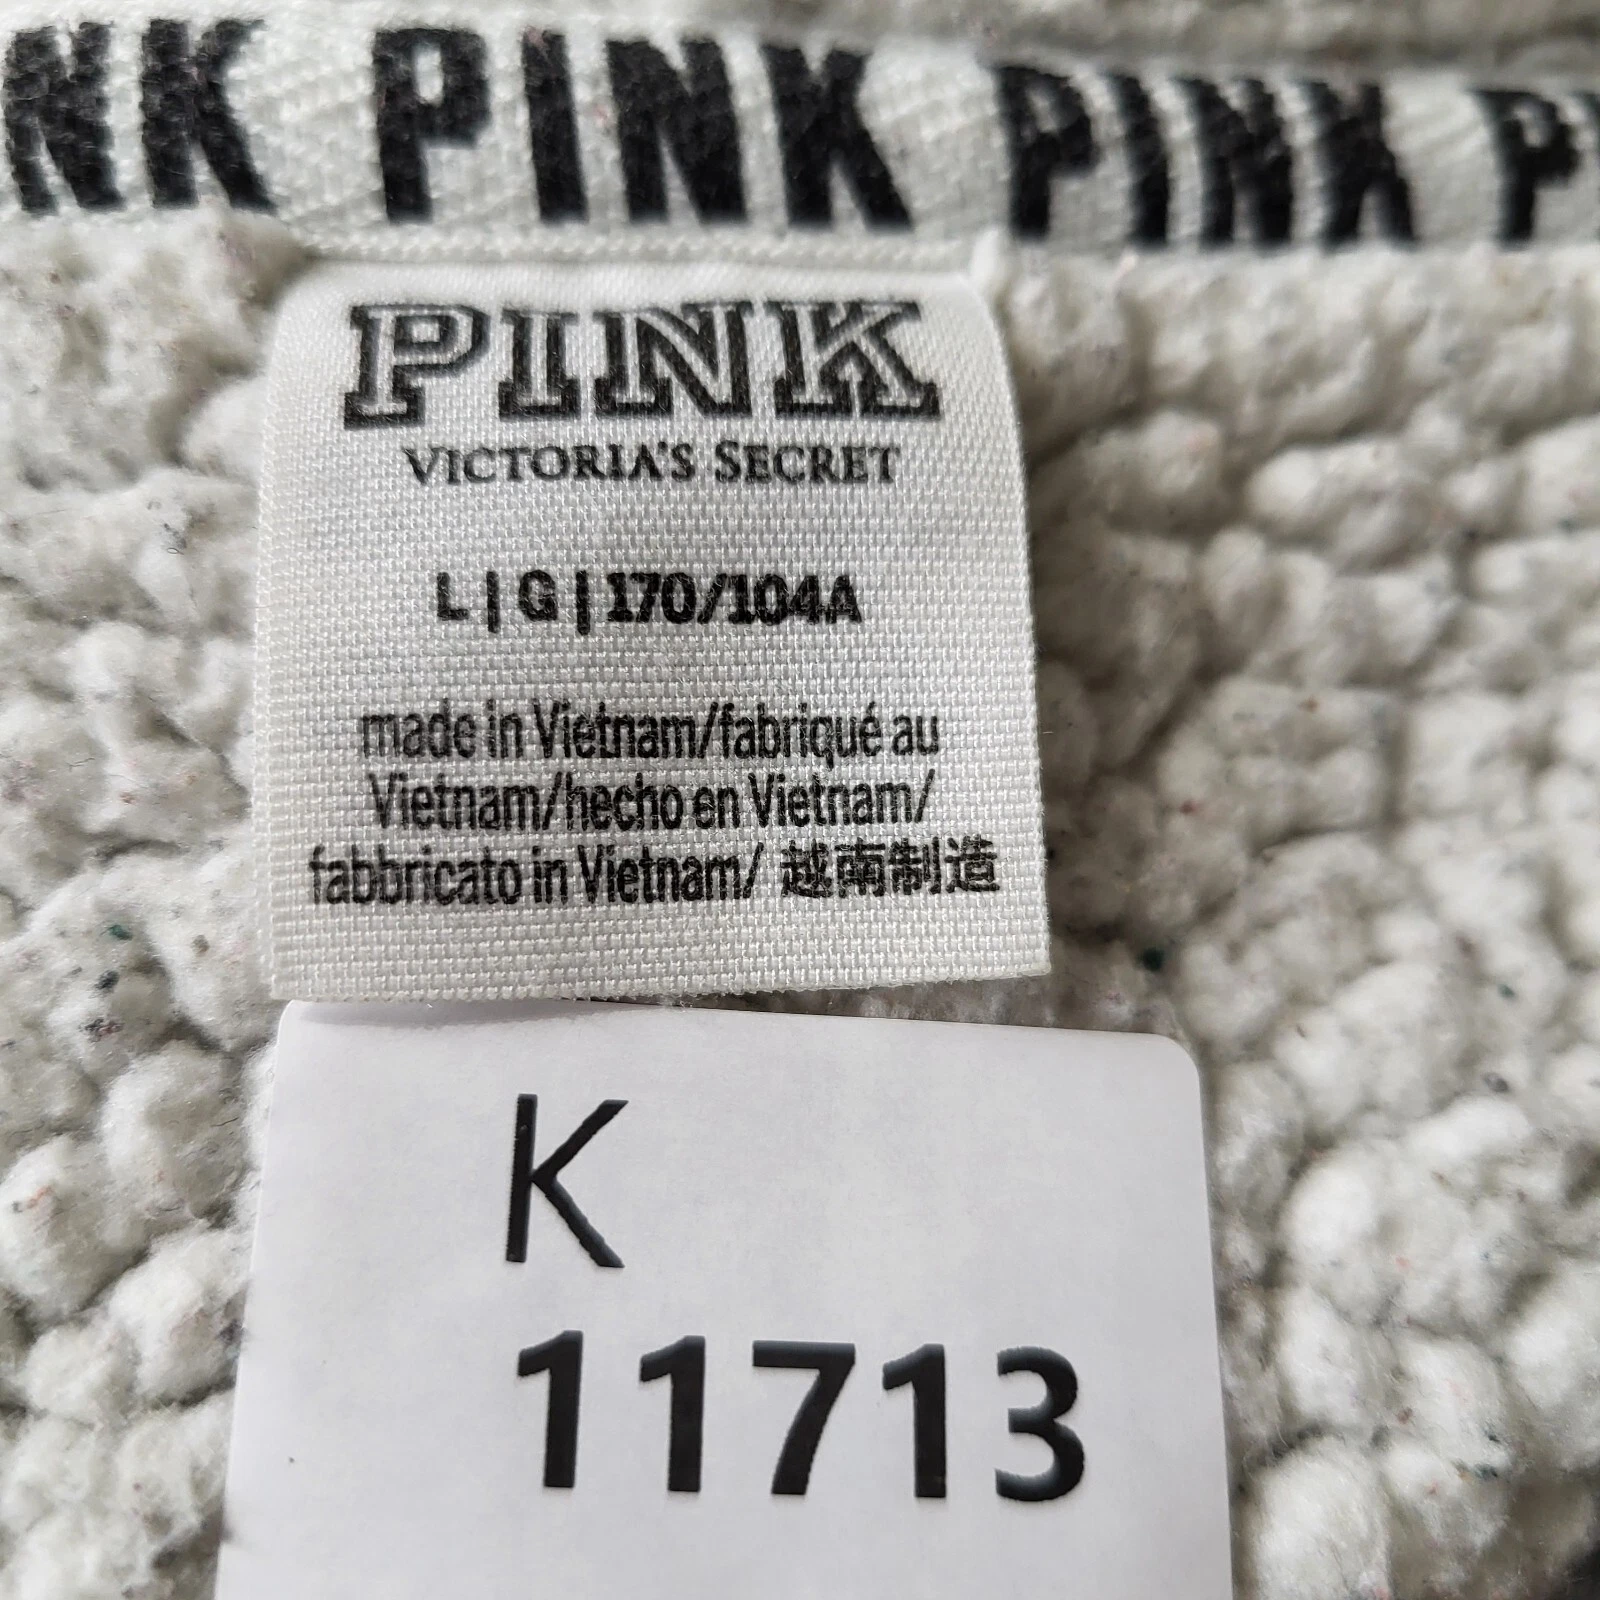 NK PINK PINK P
PINK
VICTORIA'S SECRET
L | G | 170/104A
made in Vietnam/fabriqué au
Vietnam/hecho en Vietnam/
fabbricato in Vietnam/ 越南制造
K
11713